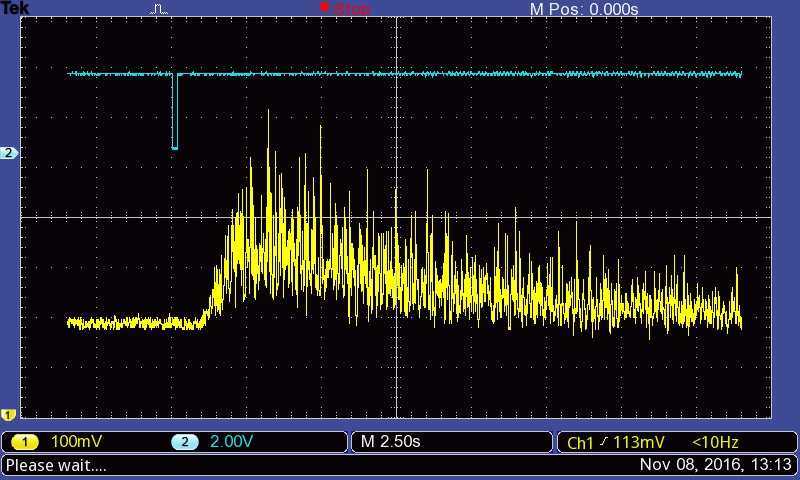 Tek Stop M Pos: 0.000s
2
1
1 100mV 2 2.00V M 2.50s Ch1 113mV <10Hz
Please wait.... Nov 08, 2016, 13:13